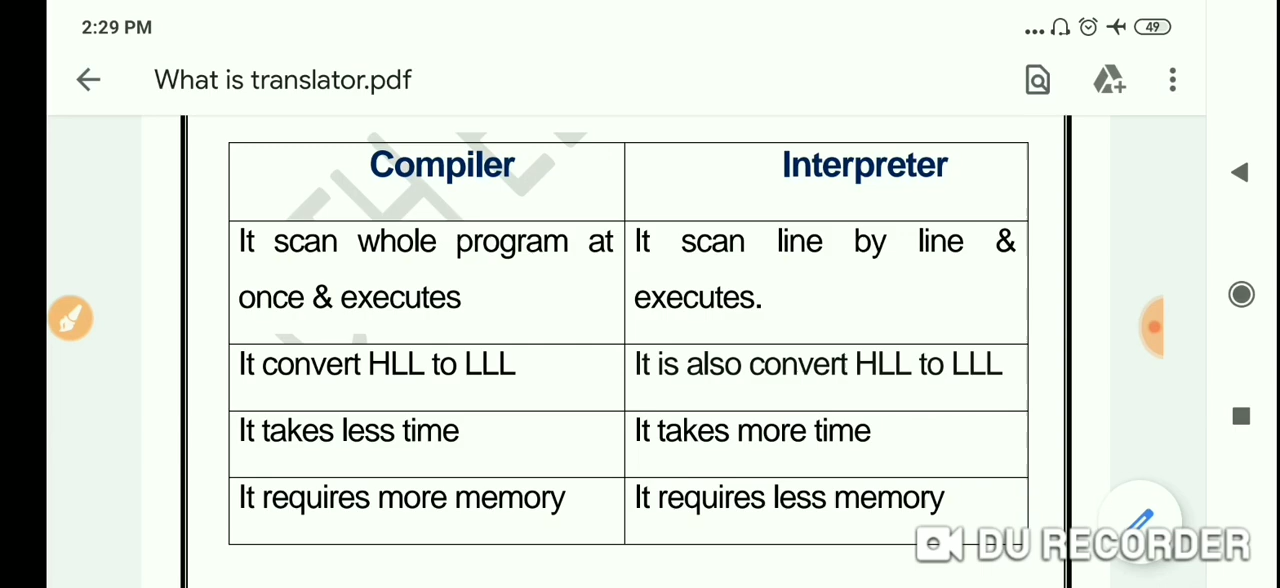 2:29 PM
49
What is translator.pdf
Compiler
Interpreter
It scan whole program at
once & executes
It scan line by line &
executes.
It convert HLL to LLL
It is also convert HLL to LLL
It takes less time
It takes more time
It requires more memory
It requires less memory
DU RECORDER